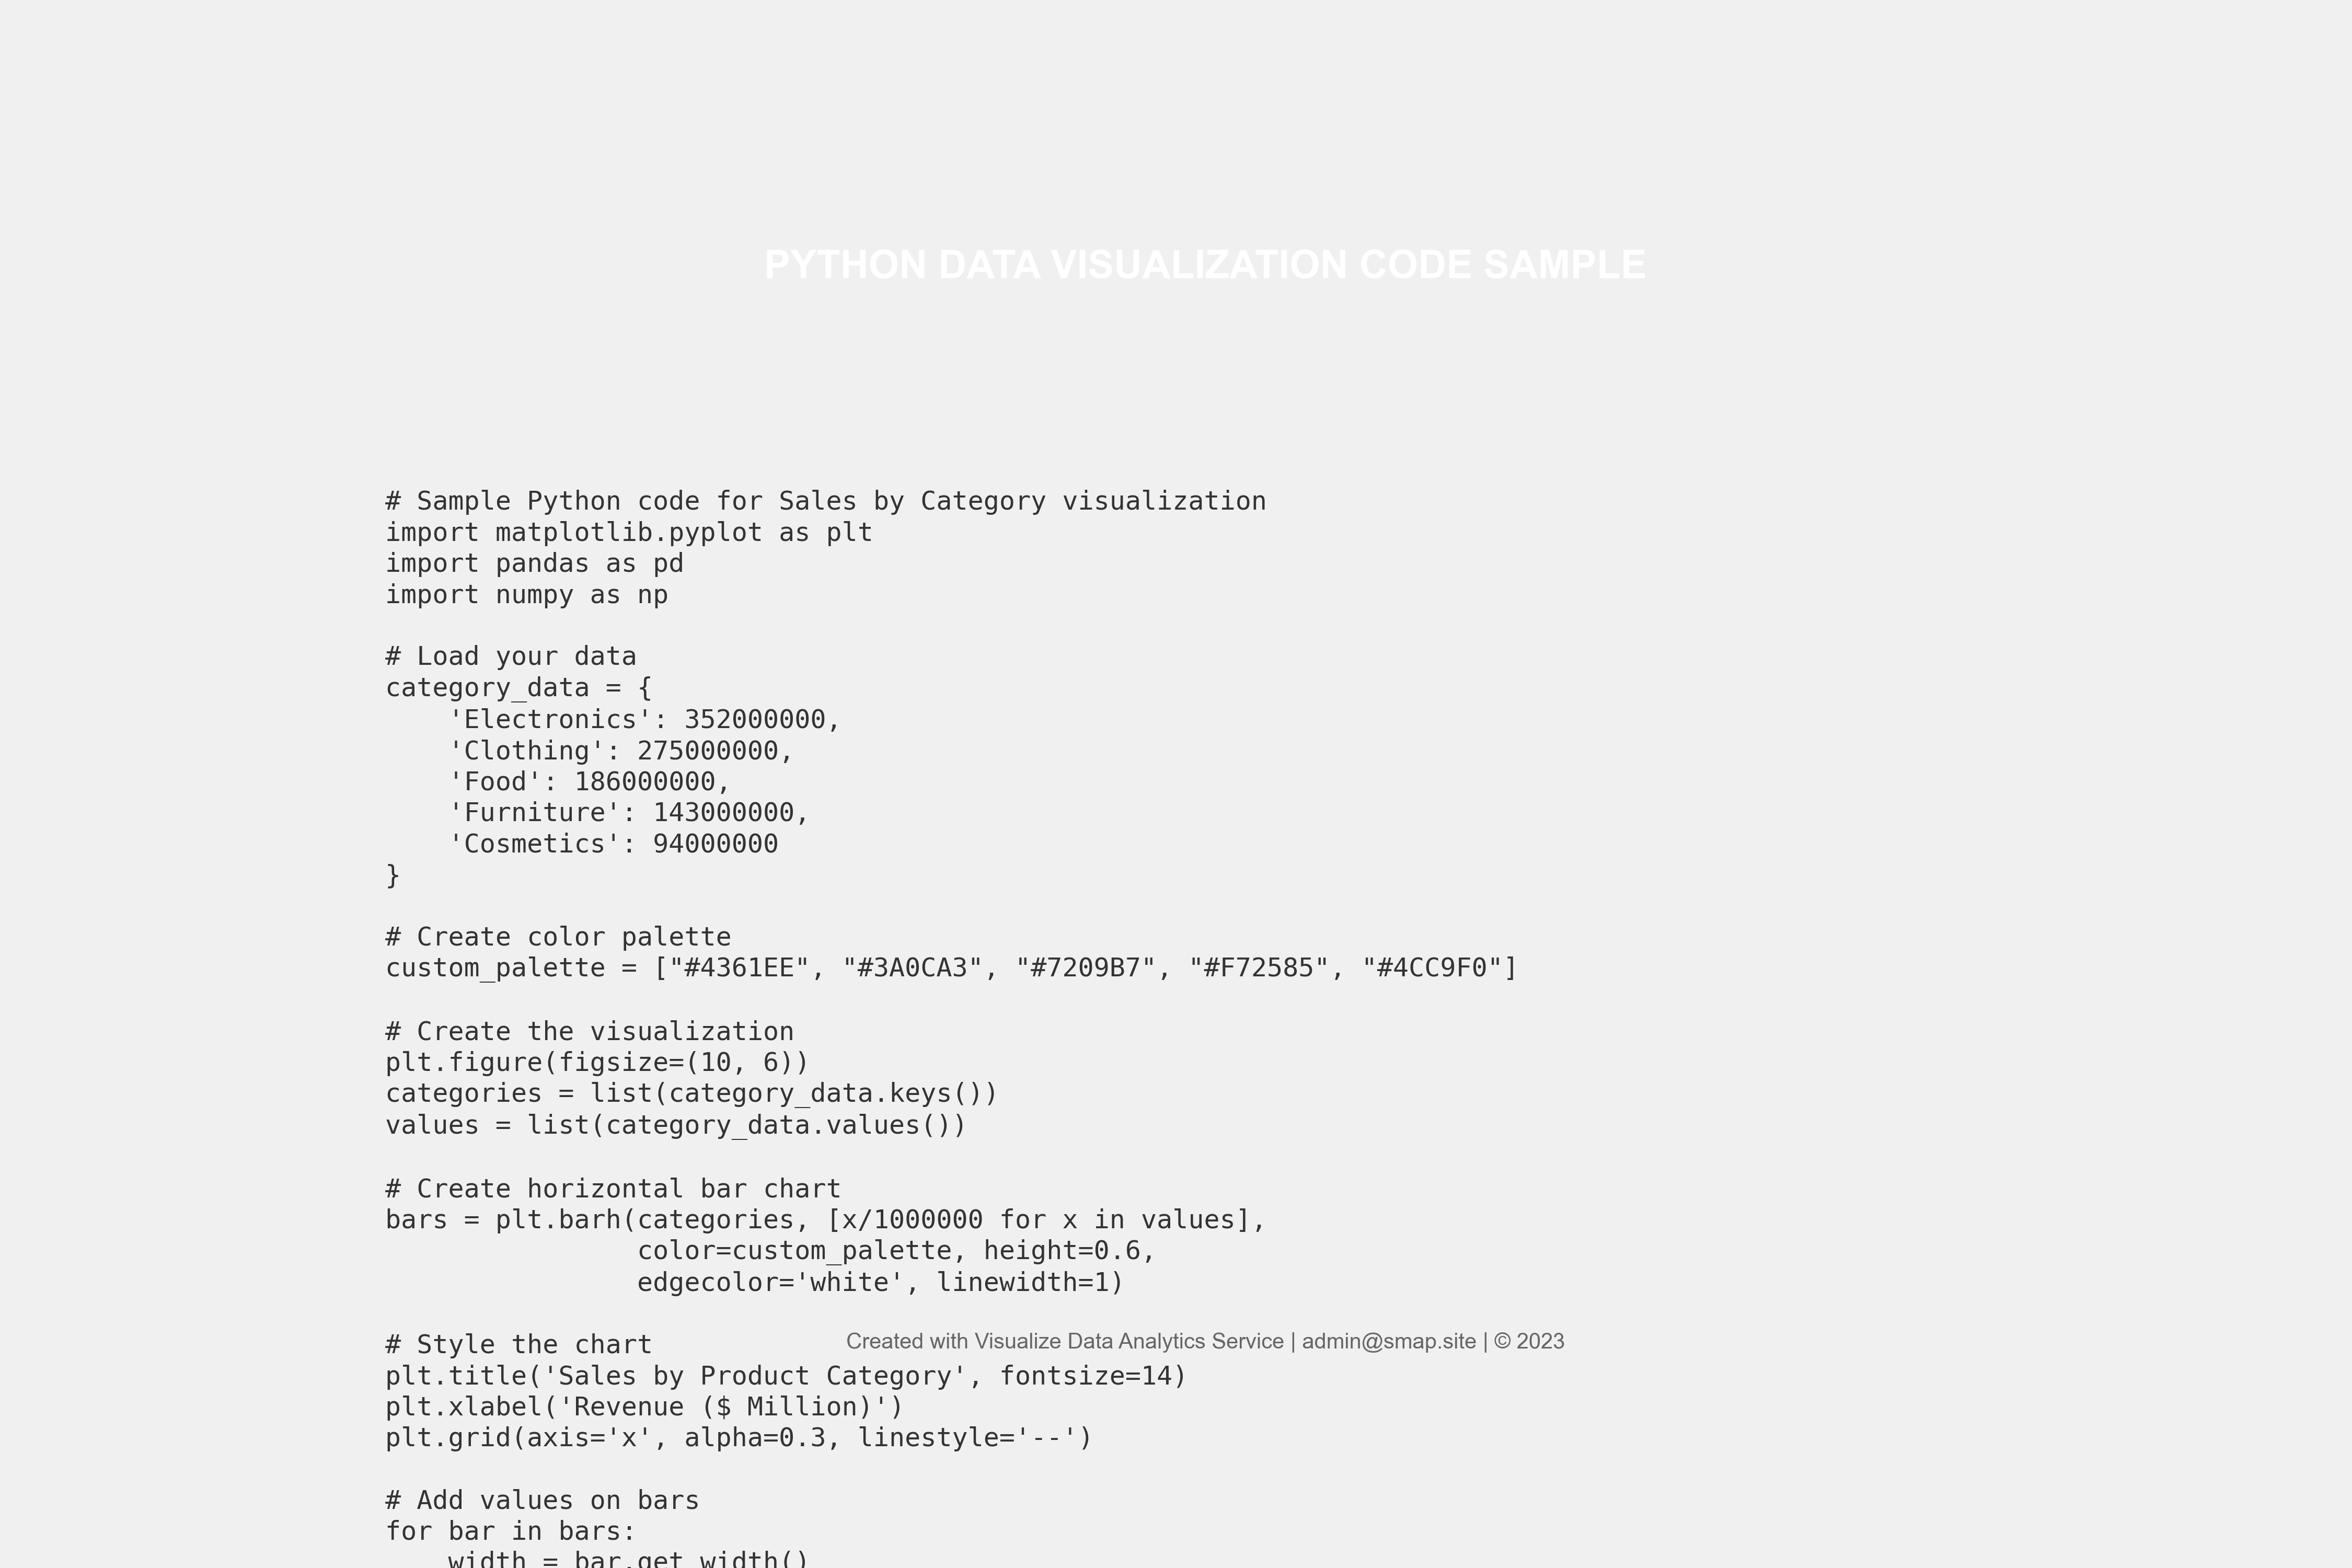 PYTHON DATA VISUALIZATION CODE SAMPLE
# Sample Python code for Sales by Category visualization
import matplotlib.pyplot as plt
import pandas as pd
import numpy as np

# Load your data
category_data = {
    'Electronics': 352000000,
    'Clothing': 275000000,
    'Food': 186000000,
    'Furniture': 143000000,
    'Cosmetics': 94000000
}

# Create color palette
custom_palette = ["#4361EE", "#3A0CA3", "#7209B7", "#F72585", "#4CC9F0"]

# Create the visualization
plt.figure(figsize=(10, 6))
categories = list(category_data.keys())
values = list(category_data.values())

# Create horizontal bar chart
bars = plt.barh(categories, [x/1000000 for x in values],
                color=custom_palette, height=0.6,
                edgecolor='white', linewidth=1)

# Style the chart
Created with Visualize Data Analytics Service | admin@smap.site | © 2023
plt.title('Sales by Product Category', fontsize=14)
plt.xlabel('Revenue ($ Million)')
plt.grid(axis='x', alpha=0.3, linestyle='--')

# Add values on bars
for bar in bars:
    width = bar.get_width()